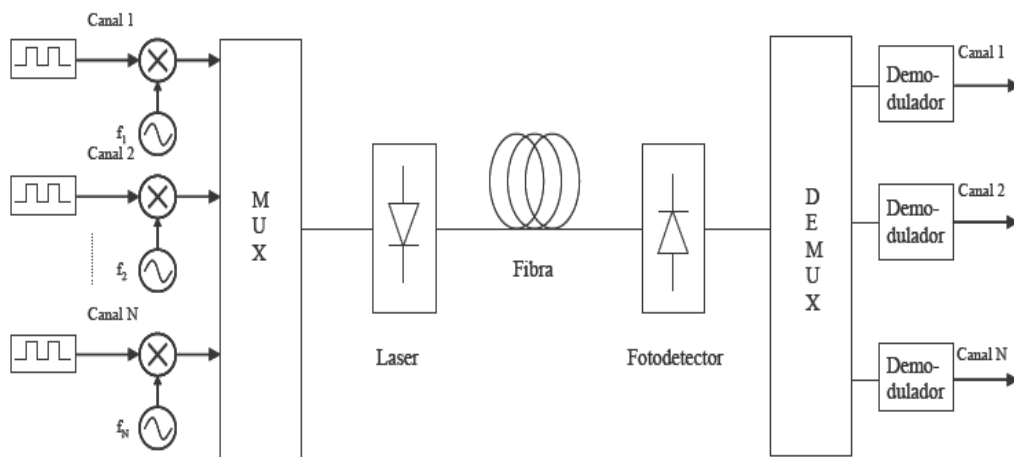 Canal 1
f1
Canal 2
f2
Canal N
fN
M
U
X
Laser
Fibra
Fotodetector
D
E
M
U
X
Demo-
dulador
Canal 1
Demo-
dulador
Canal 2
Demo-
dulador
Canal N